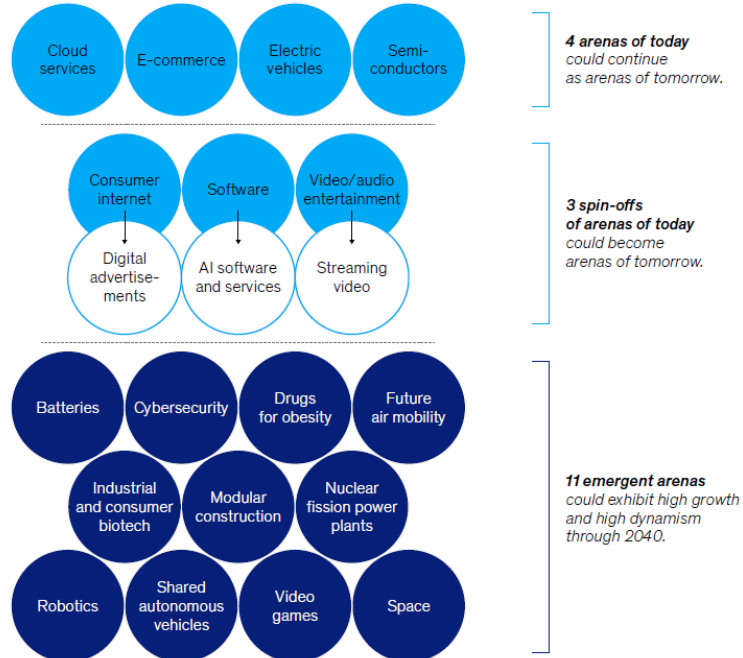 Cloud
services
E-commerce
Electric
vehicles
Semi-
conductors
4 arenas of today
could continue
as arenas of tomorrow.
Consumer
internet
Software
Video/audio
entertainment
Digital
advertise-
ments
AI software
and services
Streaming
video
3 spin-offs
of arenas of today
could become
arenas of tomorrow.
Batteries
Cybersecurity
Drugs
for obesity
Future
air mobility
Industrial
and consumer
biotech
Modular
construction
Nuclear
fission power
plants
Robotics
Shared
autonomous
vehicles
Video
games
Space
11 emergent arenas
could exhibit high growth
and high dynamism
through 2040.